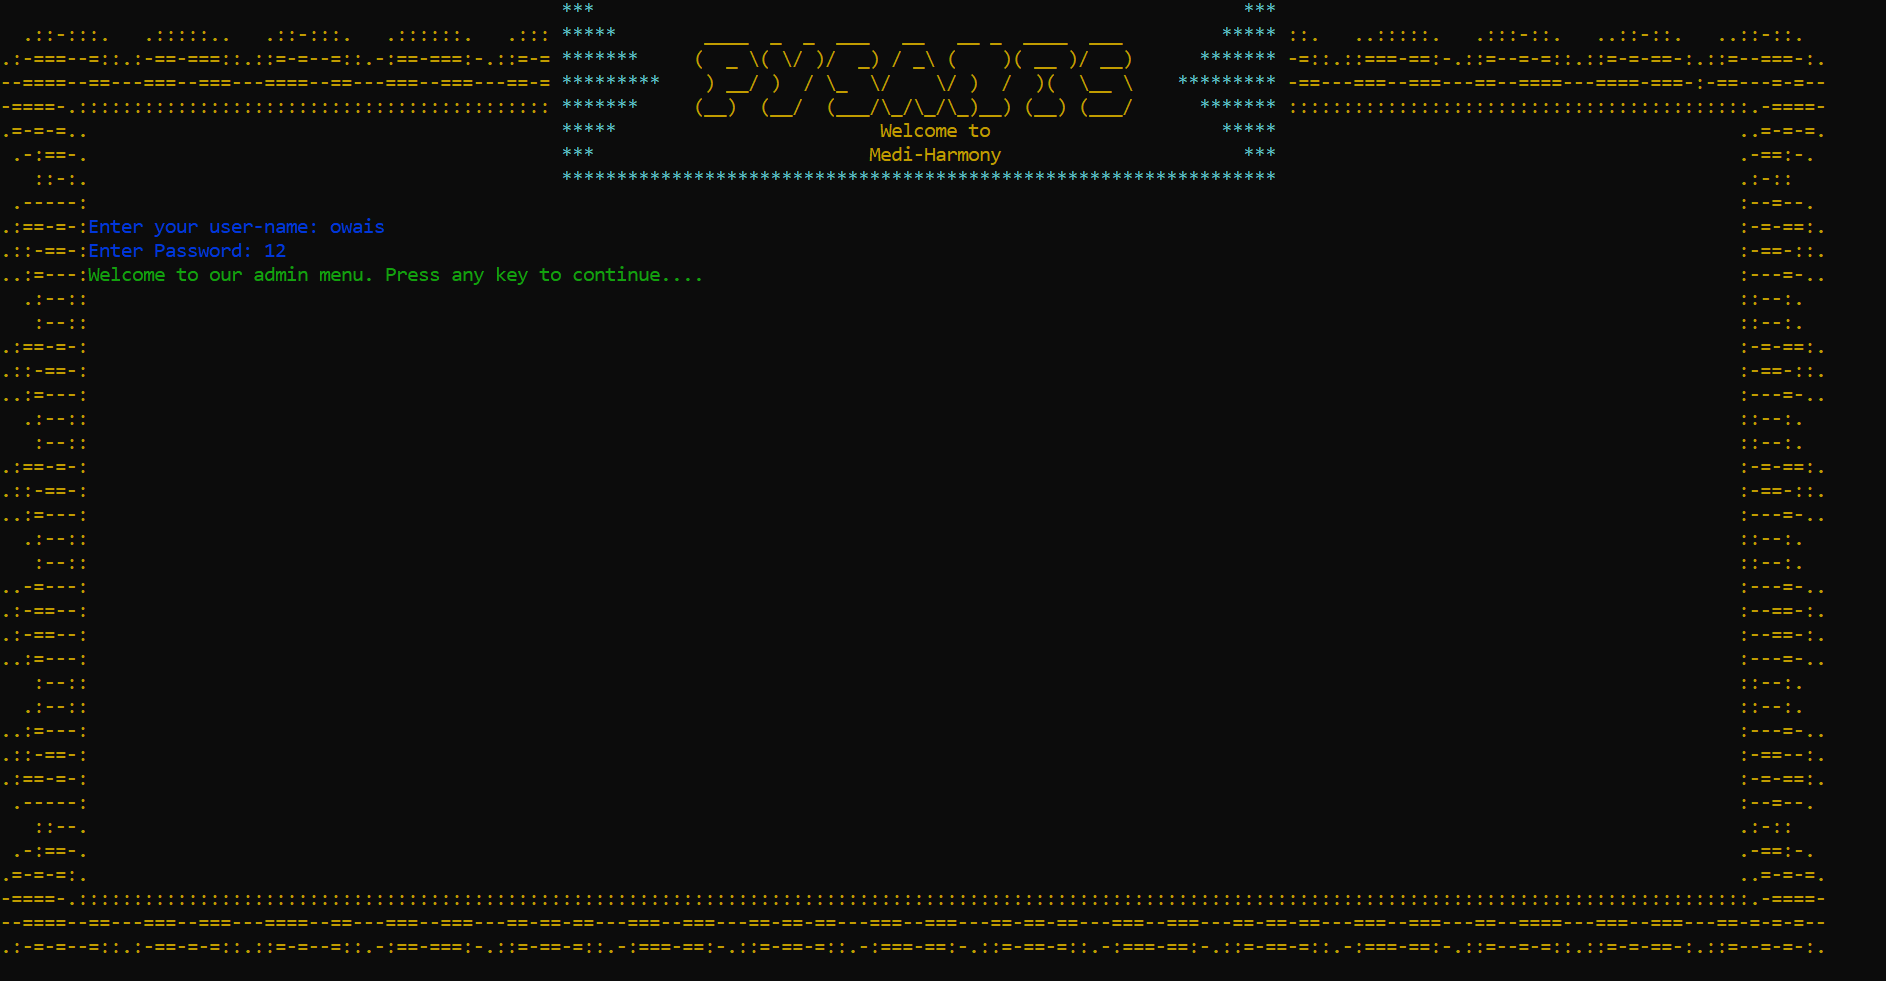 Welcome to
Medi-Harmony
Enter your user-name: owais
Enter Password: 12
Welcome to our admin menu. Press any key to continue....